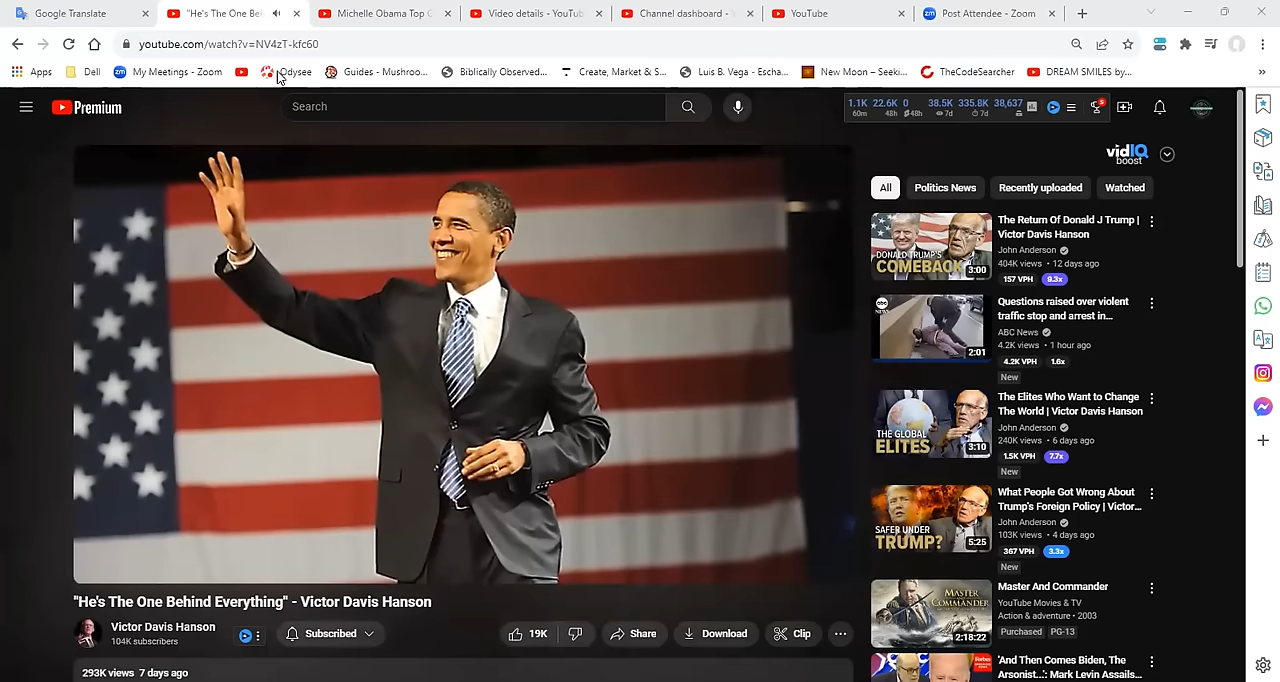 Google Translate
"He's The One Beh
Michelle Obama Top
Video details - YouTub
Channel dashboard -
YouTube
Post Attendee - Zoom
youtube.com/watch?v=NV4zT-kfc60
Apps
Dell
My Meetings - Zoom
Odysee
Guides - Mushroo...
Biblically Observed...
Create, Market & S...
Luis B. Vega - Escha...
New Moon – Seeki...
TheCodeSearcher
DREAM SMILES by...
Premium
Search
1.1K 22.6K 0 38.5K 335.8K 38,637
60m 48h 48h 7d 7d
vidIQ
boost
All
Politics News
Recently uploaded
Watched
The Return Of Donald J Trump |
Victor Davis Hanson
John Anderson
404K views • 12 days ago
157 VPH 9.3x
DONALD TRUMP'S
COMEBACK
3:00
Questions raised over violent
traffic stop and arrest in...
ABC News
4.2K views • 1 hour ago
4.2K VPH 1.6x
New
abc
NEWS
2:01
The Elites Who Want to Change
The World | Victor Davis Hanson
John Anderson
240K views • 6 days ago
1.5K VPH 7.7x
New
THE GLOBAL
ELITES
3:10
What People Got Wrong About
Trump's Foreign Policy | Victor...
John Anderson
103K views • 4 days ago
367 VPH 3.3x
New
SAFER UNDER
TRUMP?
5:25
Master And Commander
YouTube Movies & TV
Action & adventure • 2003
Purchased PG-13
MASTER
AND
COMMANDER
2:18:22
'And Then Comes Biden, The
Arsonist...': Mark Levin Assails...
Forbes
"He's The One Behind Everything" - Victor Davis Hanson
Victor Davis Hanson
104K subscribers
Subscribed
19K
Share
Download
Clip
293K views 7 days ago